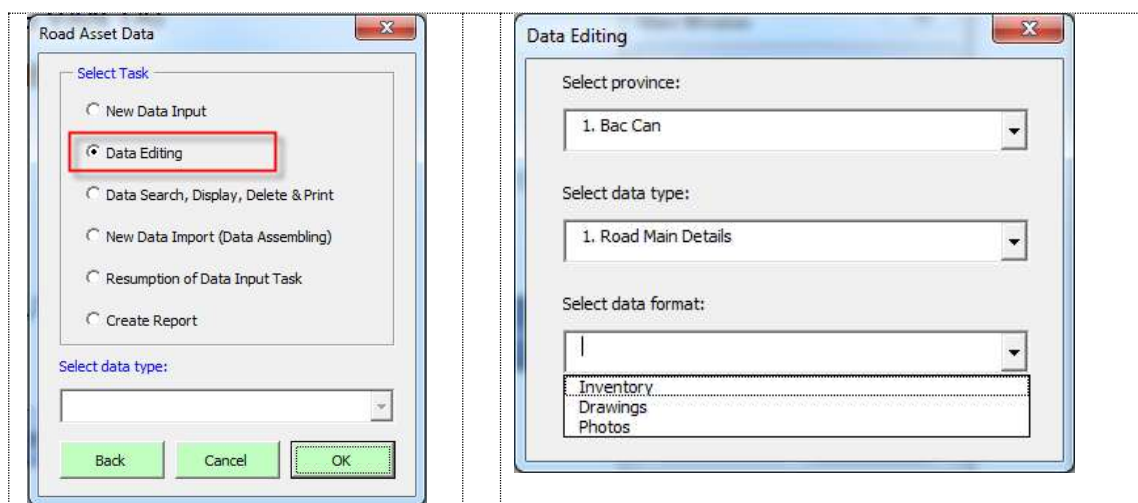 Road Asset Data
Select Task
New Data Input
Data Editing
Data Search, Display, Delete & Print
New Data Import (Data Assembling)
Resumption of Data Input Task
Create Report
Select data type:
Back Cancel OK
Data Editing
Select province:
1. Bac Can
Select data type:
1. Road Main Details
Select data format:
Inventory
Drawings
Photos